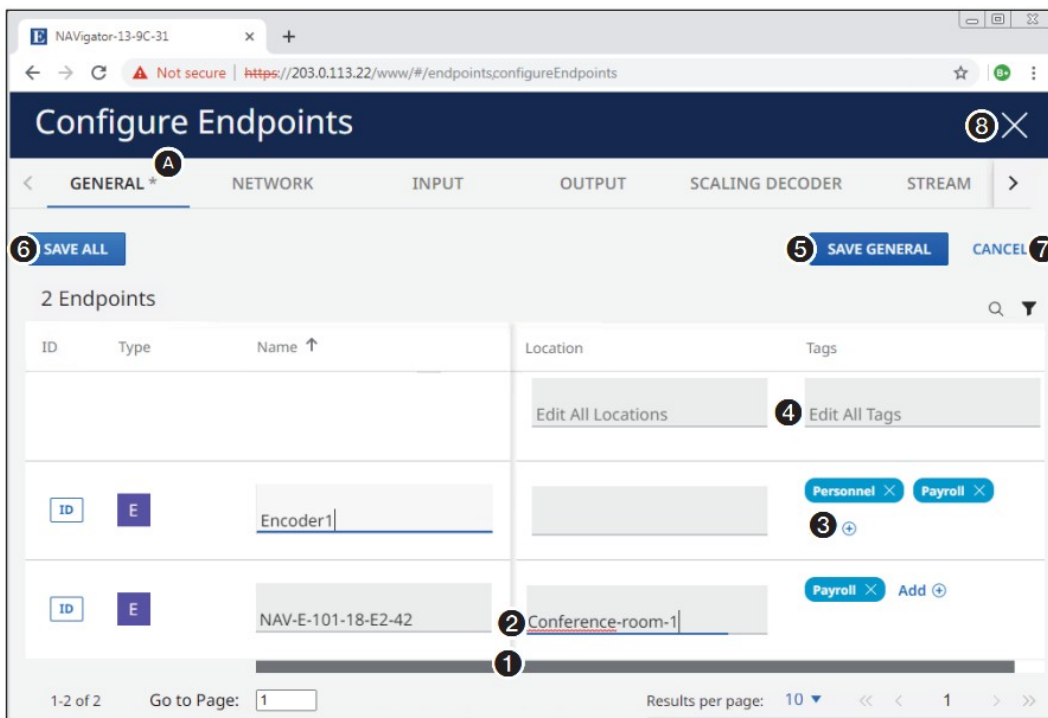 NAVigator-13-9C-31
Not secure | https://203.0.113.22/www/#/endpoints;configureEndpoints
Configure Endpoints
8
A
GENERAL * NETWORK INPUT OUTPUT SCALING DECODER STREAM
6 SAVE ALL 5 SAVE GENERAL CANCEL 7
2 Endpoints
ID Type Name Location Tags
Edit All Locations 4 Edit All Tags
Personnel Payroll
ID E Encoder1 3
Payroll Add
ID E NAV-E-101-18-E2-42 2 Conference-room-1
1
1-2 of 2 Go to Page: 1 Results per page: 10 1